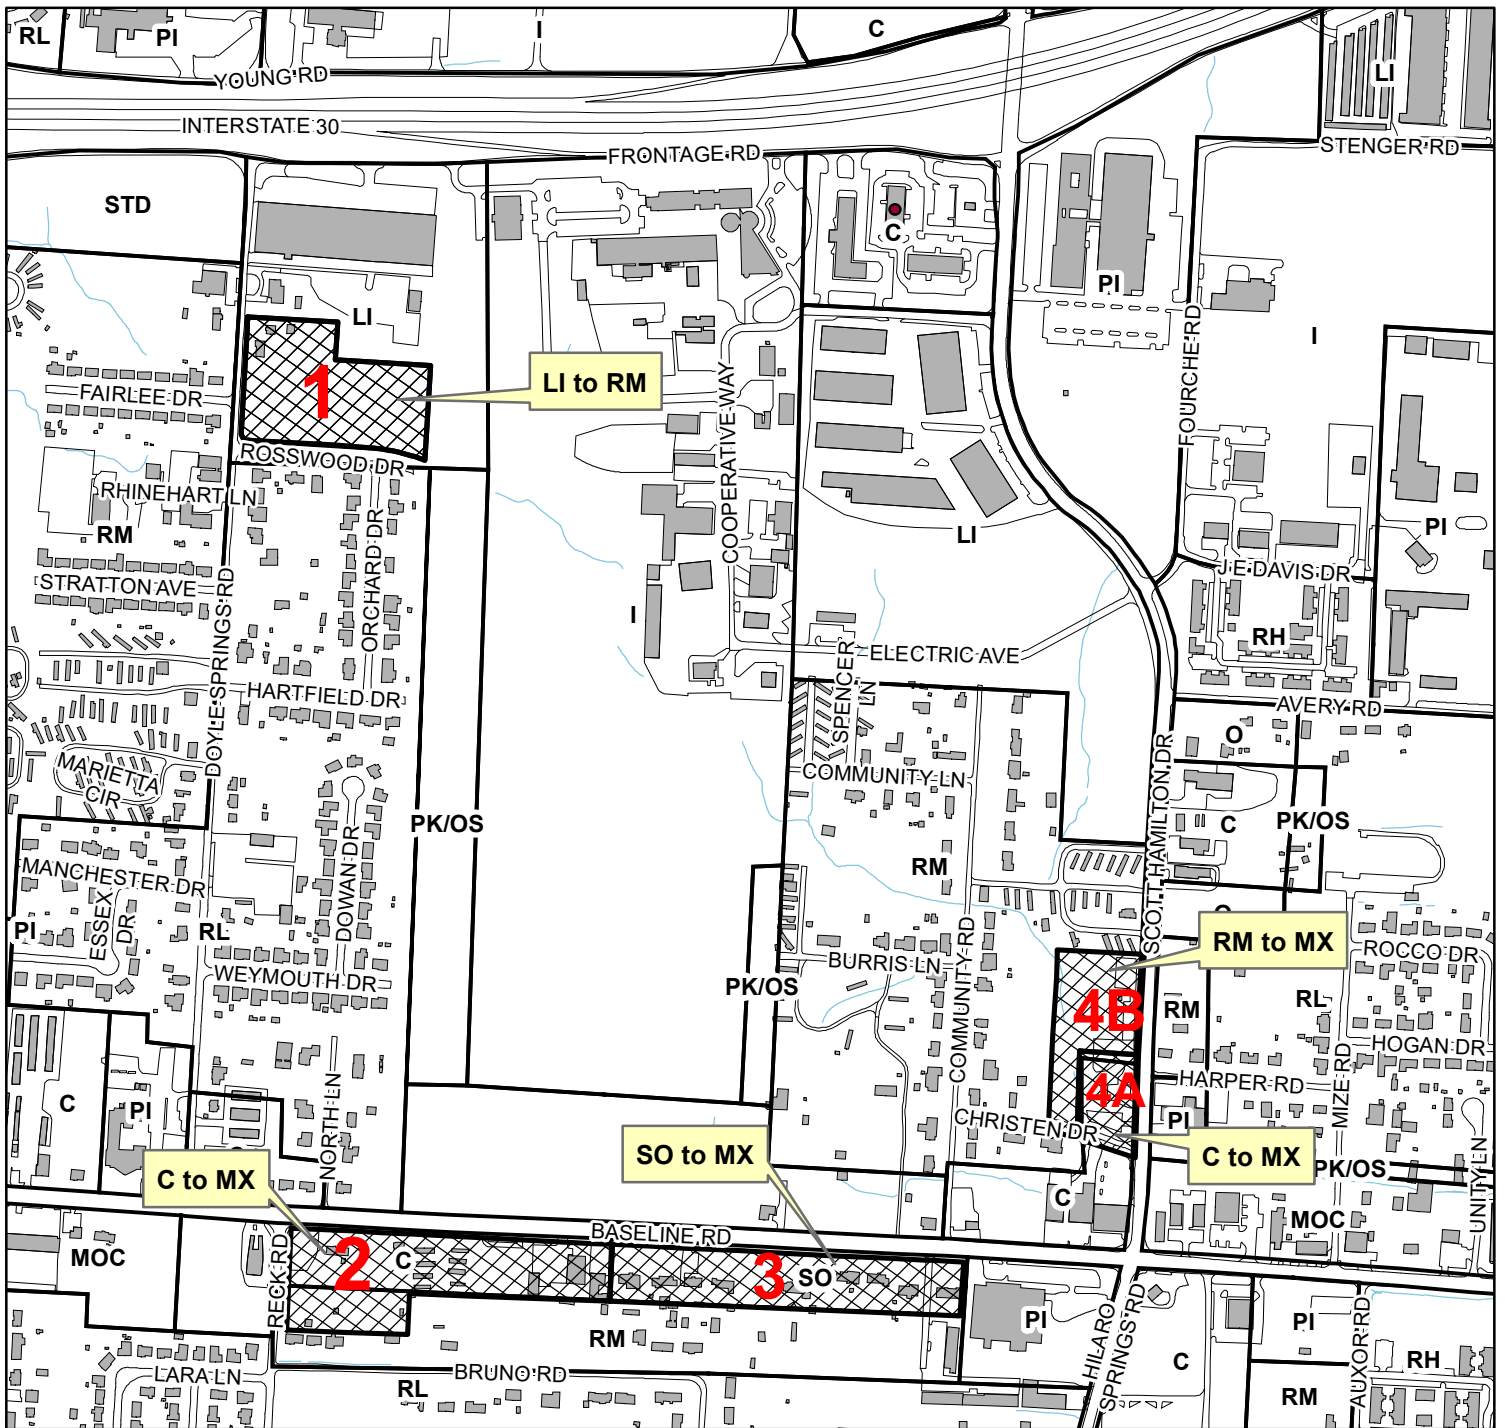 RL
PI
I
C
YOUNG RD
LI
INTERSTATE 30
STENGER RD
FRONTAGE RD
STD
C
PI
LI
I
FOURCHE RD
1
LI to RM
FAIRLEE DR
COOPERATIVE WAY
ROSSWOOD DR
RHINEHART LN
RM
ORCHARD DR
LI
PI
J E DAVIS DR
STRATTON AVE
DOYLE SPRINGS RD
I
RH
ELECTRIC AVE
SPENCER
LN
HARTFIELD DR
AVERY RD
O
SCOTT HAMILTON DR
MARIETTA
CIR
COMMUNITY LN
PK/OS
C
PK/OS
DOWAN DR
RM
MANCHESTER DR
ESSEX
DR
PI
RL
O
RM to MX
ROCCO DR
WEYMOUTH DR
BURRIS LN
COMMUNITY RD
PK/OS
4B
RM
RL
MIZE RD
HOGAN DR
HARPER RD
4A
C
PI
NORTH LN
CHRISTEN DR
PI
UNITY LN
SO to MX
C to MX
PK/OS
C to MX
C
MOC
BASELINE RD
MOC
RECK RD
2
C
3
SO
PI
HILARO
SPRINGS RD
PI
AUXOR RD
RM
C
RH
LARA LN
RL
BRUNO RD
RM